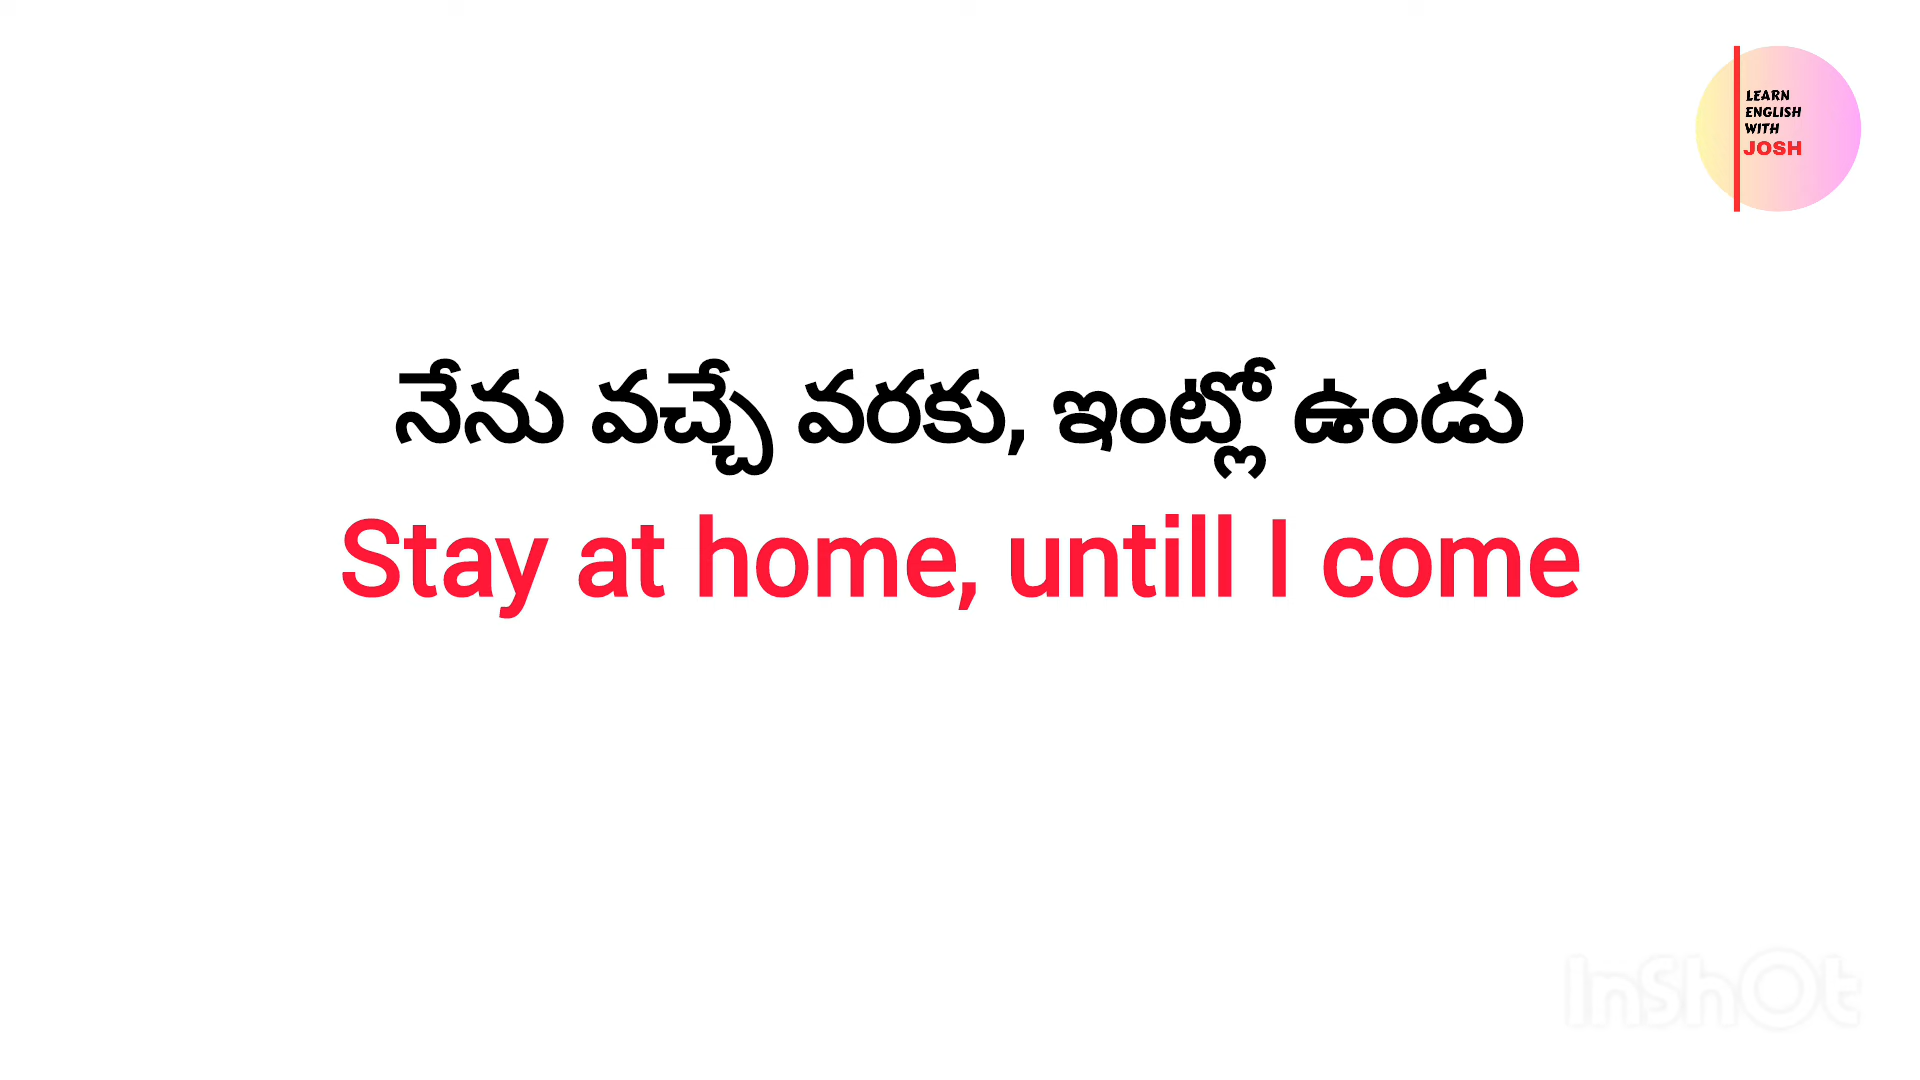 LEARN
ENGLISH
WITH
JOSH
నేను వచ్చే వరకు, ఇంట్లో ఉండు
Stay at home, untill I come
InShOt